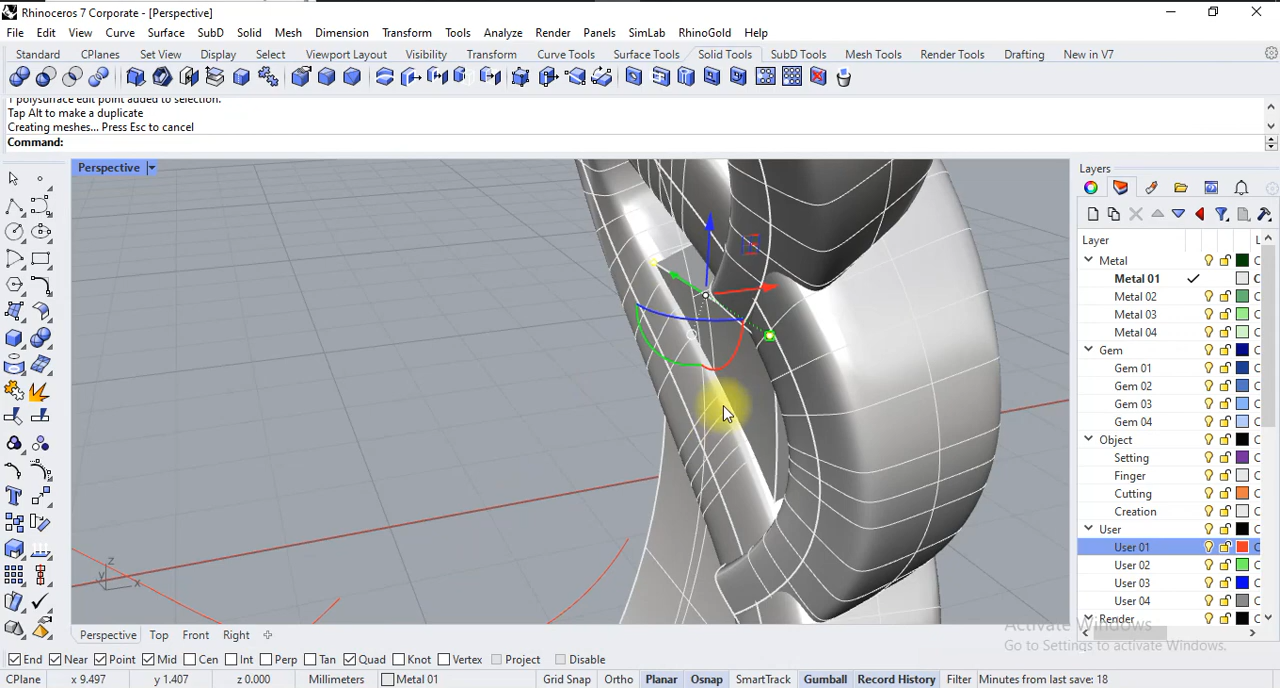 Rhinoceros 7 Corporate - [Perspective]
File Edit View Curve Surface SubD Solid Mesh Dimension Transform Tools Analyze Render Panels SimLab RhinoGold Help
Standard CPlanes Set View Display Select Viewport Layout Visibility Transform Curve Tools Surface Tools Solid Tools SubD Tools Mesh Tools Render Tools Drafting New in V7
1 polysurface edit point added to selection.
Tap Alt to make a duplicate
Creating meshes... Press Esc to cancel
Command:
Perspective
Layers
Layer L
Metal C
Metal 01 C
Metal 02 C
Metal 03 C
Metal 04 C
Gem C
Gem 01 C
Gem 02 C
Gem 03 C
Gem 04 C
Object C
Setting C
Finger C
Cutting C
Creation C
User C
User 01 C
User 02 C
User 03 C
User 04 C
Render C
z
y
x
Activate Windows
Go to Settings to activate Windows.
Perspective Top Front Right
End Near Point Mid Cen Int Perp Tan Quad Knot Vertex Project Disable
CPlane x 9.497 y 1.407 z 0.000 Millimeters Metal 01 Grid Snap Ortho Planar Osnap SmartTrack Gumball Record History Filter Minutes from last save: 18